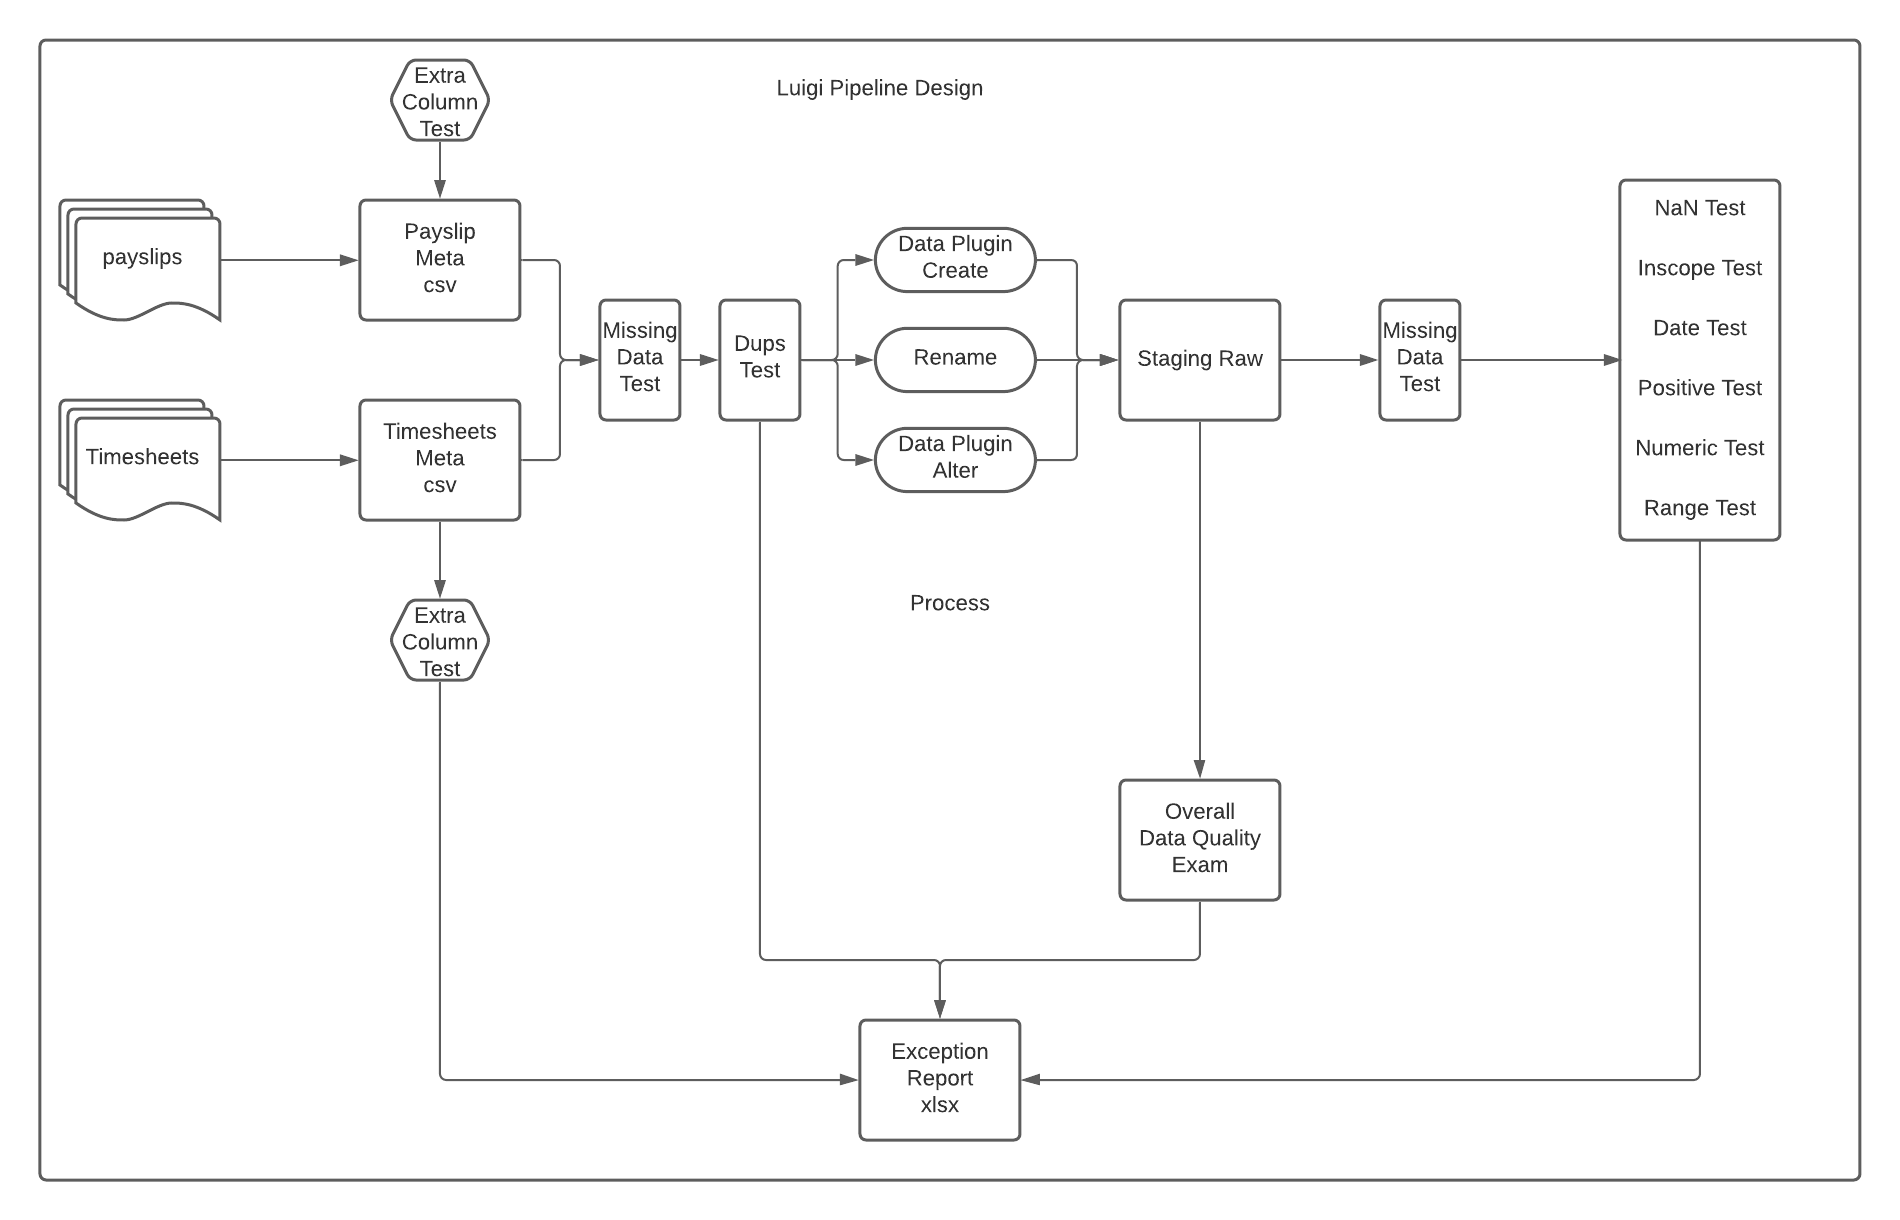 Luigi Pipeline Design
Extra
Column
Test
payslips
Payslip
Meta
csv
Timesheets
Timesheets
Meta
csv
Extra
Column
Test
Missing
Data
Test
Dups
Test
Data Plugin
Create
Rename
Data Plugin
Alter
Staging Raw
Missing
Data
Test
NaN Test
Inscope Test
Date Test
Positive Test
Numeric Test
Range Test
Process
Overall
Data Quality
Exam
Exception
Report
xlsx